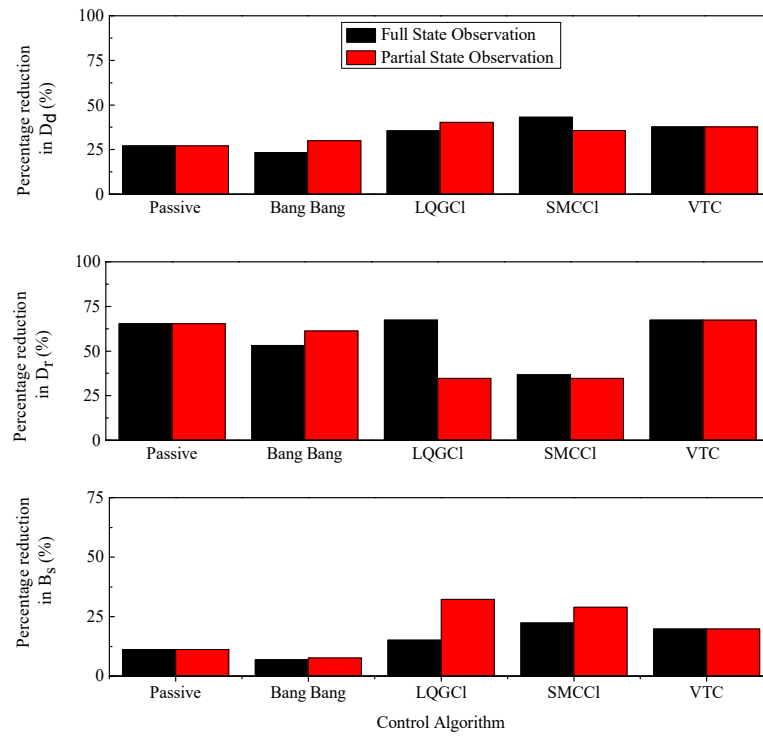 100
75
50
25
0
Percentage reduction
in Dd (%)
Full State Observation
Partial State Observation
Passive Bang Bang LQGCl SMCCl VTC
100
75
50
25
0
Percentage reduction
in Dr (%)
Passive Bang Bang LQGCl SMCCl VTC
75
50
25
0
Percentage reduction
in Bs (%)
Passive Bang Bang LQGCl SMCCl VTC
Control Algorithm